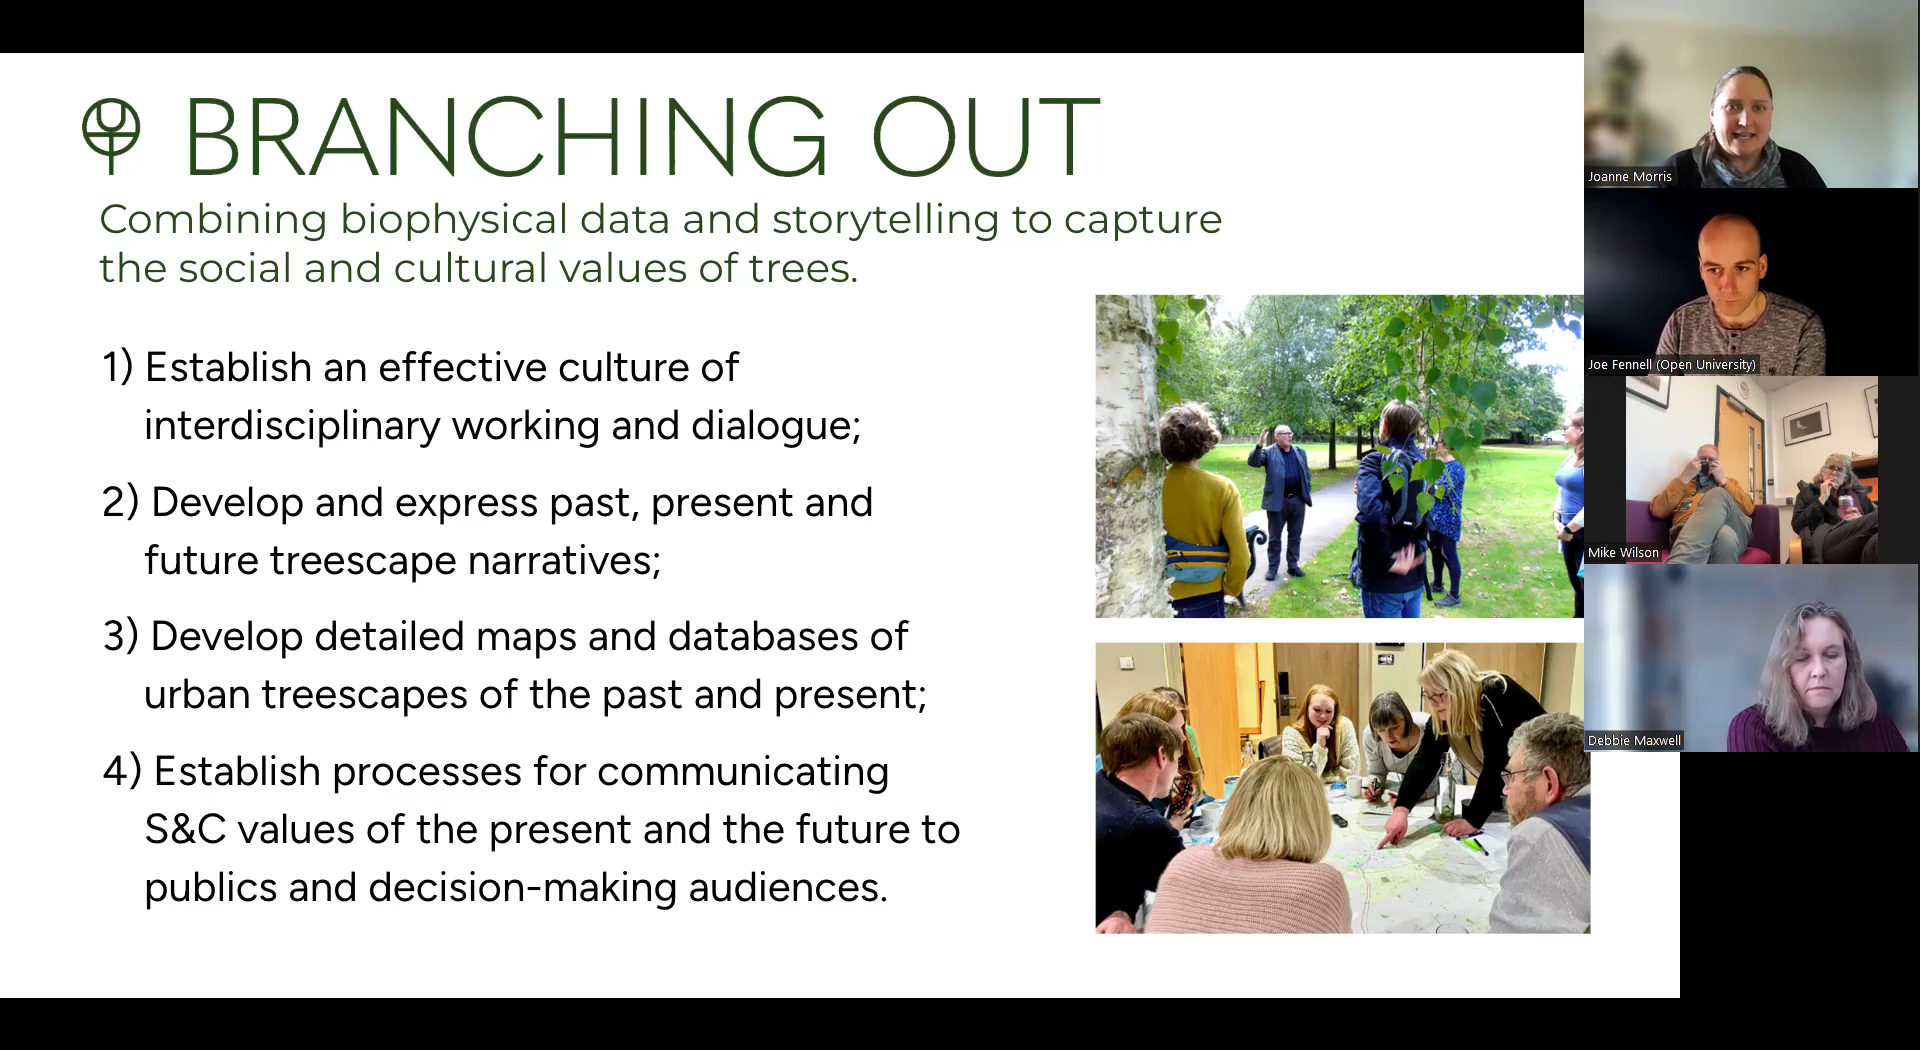 BRANCHING OUT
Combining biophysical data and storytelling to capture
the social and cultural values of trees.
1) Establish an effective culture of
interdisciplinary working and dialogue;
2) Develop and express past, present and
future treescape narratives;
3) Develop detailed maps and databases of
urban treescapes of the past and present;
4) Establish processes for communicating
S&C values of the present and the future to
publics and decision-making audiences.
Joanne Morris
Joe Fennell (Open University)
Mike Wilson
Debbie Maxwell